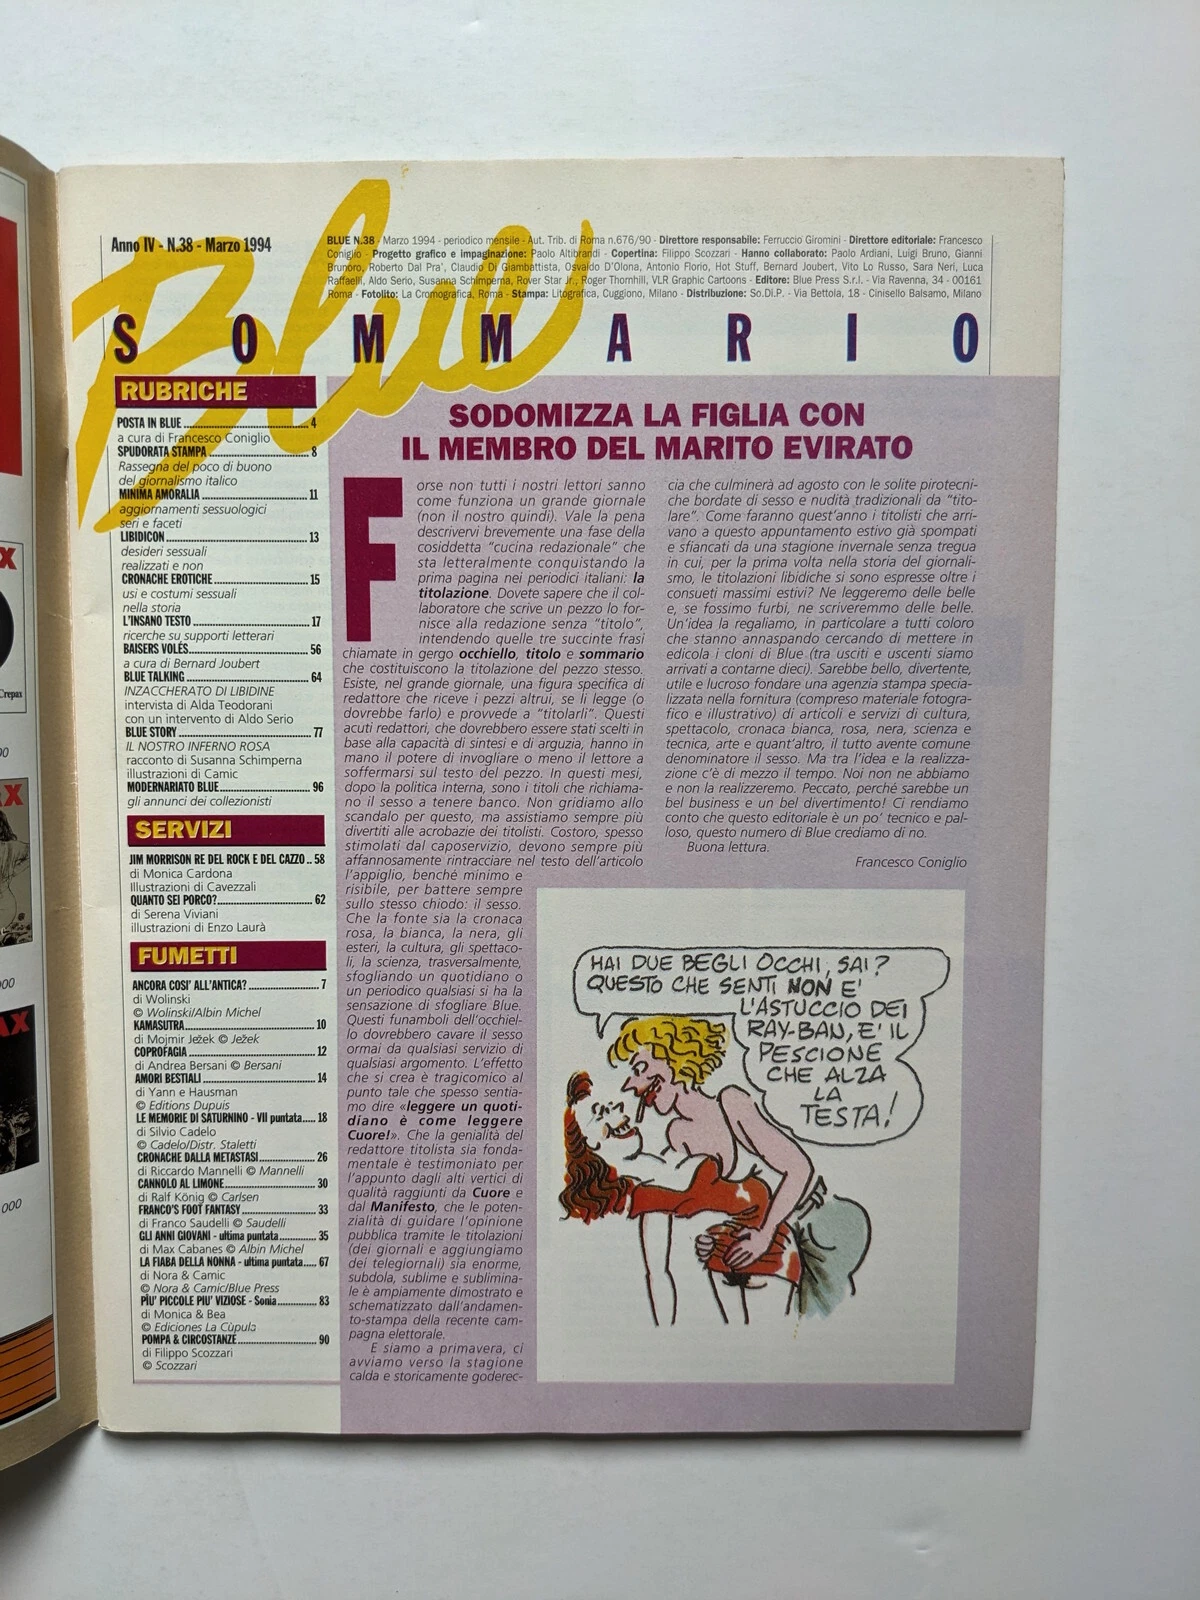 Blue
Anno IV - N.38 - Marzo 1994
BLUE N.38 - Marzo 1994 - periodico mensile - Aut. Trib. di Roma n.676/90 - Direttore responsabile: Ferruccio Giromini - Direttore editoriale: Francesco
Coniglio - Progetto grafico e impaginazione: Paolo Altibrandi - Copertina: Filippo Scozzari - Hanno collaborato: Paolo Ardiani, Luigi Bruno, Gianni
Brunoro, Roberto Dal Pra', Claudio Di Giambattista, Osvaldo D'Olona, Antonio Florio, Hot Stuff, Bernard Joubert, Vito Lo Russo, Sara Neri, Luca
Raffaelli, Aldo Serio, Susanna Schimperna, Rover Star Jr., Roger Thornhill, VLR Graphic Cartoons - Editore: Blue Press S.r.l. - Via Ravenna, 34 - 00161
Roma - Fotolito: La Cromografica, Roma - Stampa: Litografica, Cuggiono, Milano - Distribuzione: So.Di.P. - Via Bettola, 18 - Cinisello Balsamo, Milano
SOMMARIO
RUBRICHE
POSTA IN BLUE 4
a cura di Francesco Coniglio
SPUDORATA STAMPA 8
Rassegna del poco di buono
del giornalismo italico
MINIMA AMORALIA 11
aggiornamenti sessuologici
seri e faceti
LIBIDICON 13
desideri sessuali
realizzati e non
CRONACHE EROTICHE 15
usi e costumi sessuali
nella storia
L'INSANO TESTO 17
ricerche su supporti letterari
BAISERS VOLÉS 56
a cura di Bernard Joubert
BLUE TALKING 64
INZACCHERATO DI LIBIDINE
intervista di Alda Teodorani
con un intervento di Aldo Serio
BLUE STORY 77
IL NOSTRO INFERNO ROSA
racconto di Susanna Schimperna
illustrazioni di Camic
MODERNARIATO BLUE 96
gli annunci dei collezionisti
SERVIZI
JIM MORRISON RE DEL ROCK E DEL CAZZO .. 58
di Monica Cardona
Illustrazioni di Cavezzali
QUANTO SEI PORCO? 62
di Serena Viviani
illustrazioni di Enzo Laurà
FUMETTI
ANCORA COSI' ALL'ANTICA? 7
di Wolinski
© Wolinski/Albin Michel
KAMASUTRA 10
di Mojmir Ježek © Ježek
COPROFAGIA 12
di Andrea Bersani © Bersani
AMORI BESTIALI 14
di Yann e Hausman
© Editions Dupuis
LE MEMORIE DI SATURNINO - VII puntata..... 18
di Silvio Cadelo
© Cadelo/Distr. Staletti
CRONACHE DALLA METASTASI 26
di Riccardo Mannelli © Mannelli
CANNOLO AL LIMONE 30
di Ralf König © Carlsen
FRANCO'S FOOT FANTASY 33
di Franco Saudelli © Saudelli
GLI ANNI GIOVANI - ultima puntata 35
di Max Cabanes © Albin Michel
LA FIABA DELLA NONNA - ultima puntata..... 67
di Nora & Camic
© Nora & Camic/Blue Press
PIU' PICCOLE PIU' VIZIOSE - Sonia 83
di Monica & Bea
© Ediciones La Cùpula
POMPA & CIRCOSTANZE 90
di Filippo Scozzari
© Scozzari
SODOMIZZA LA FIGLIA CON
IL MEMBRO DEL MARITO EVIRATO
Forse non tutti i nostri lettori sanno
come funziona un grande giornale
(non il nostro quindi). Vale la pena
descrivervi brevemente una fase della
cosiddetta "cucina redazionale" che
sta letteralmente conquistando la
prima pagina nei periodici italiani: la
titolazione. Dovete sapere che il col-
laboratore che scrive un pezzo lo for-
nisce alla redazione senza "titolo",
intendendo quelle tre succinte frasi
chiamate in gergo occhiello, titolo e sommario
che costituiscono la titolazione del pezzo stesso.
Esiste, nel grande giornale, una figura specifica di
redattore che riceve i pezzi altrui, se li legge (o
dovrebbe farlo) e provvede a "titolarli". Questi
acuti redattori, che dovrebbero essere stati scelti in
base alla capacità di sintesi e di arguzia, hanno in
mano il potere di invogliare o meno il lettore a
soffermarsi sul testo del pezzo. In questi mesi,
dopo la politica interna, sono i titoli che richiama-
no il sesso a tenere banco. Non gridiamo allo
scandalo per questo, ma assistiamo sempre più
divertiti alle acrobazie dei titolisti. Costoro, spesso
stimolati dal caposervizio, devono sempre più
affannosamente rintracciare nel testo dell'articolo
l'appiglio, benché minimo e
risibile, per battere sempre
sullo stesso chiodo: il sesso.
Che la fonte sia la cronaca
rosa, la bianca, la nera, gli
esteri, la cultura, gli spettaco-
li, la scienza, trasversalmente,
sfogliando un quotidiano o
un periodico qualsiasi si ha la
sensazione di sfogliare Blue.
Questi funamboli dell'occhiel-
lo dovrebbero cavare il sesso
ormai da qualsiasi servizio di
qualsiasi argomento. L'effetto
che si crea è tragicomico al
punto tale che spesso sentia-
mo dire «leggere un quoti-
diano è come leggere
Cuore!». Che la genialità del
redattore titolista sia fonda-
mentale è testimoniato per
l'appunto dagli alti vertici di
qualità raggiunti da Cuore e
dal Manifesto, che le poten-
zialità di guidare l'opinione
pubblica tramite le titolazioni
(dei giornali e aggiungiamo
dei telegiornali) sia enorme,
subdola, sublime e sublimina-
le è ampiamente dimostrato e
schematizzato dall'andamen-
to-stampa della recente cam-
pagna elettorale.
E siamo a primavera, ci
avviamo verso la stagione
calda e storicamente goderec-
cia che culminerà ad agosto con le solite pirotecni-
che bordate di sesso e nudità tradizionali da "tito-
lare". Come faranno quest'anno i titolisti che arri-
vano a questo appuntamento estivo già spompati
e sfiancati da una stagione invernale senza tregua
in cui, per la prima volta nella storia del giornali-
smo, le titolazioni libidiche si sono espresse oltre i
consueti massimi estivi? Ne leggeremo delle belle
e, se fossimo furbi, ne scriveremmo delle belle.
Un'idea la regaliamo, in particolare a tutti coloro
che stanno annaspando cercando di mettere in
edicola i cloni di Blue (tra usciti e uscenti siamo
arrivati a contarne dieci). Sarebbe bello, divertente,
utile e lucroso fondare una agenzia stampa specia-
lizzata nella fornitura (compreso materiale fotogra-
fico e illustrativo) di articoli e servizi di cultura,
spettacolo, cronaca bianca, rosa, nera, scienza e
tecnica, arte e quant'altro, il tutto avente comune
denominatore il sesso. Ma tra l'idea e la realizza-
zione c'è di mezzo il tempo. Noi non ne abbiamo
e non la realizzeremo. Peccato, perché sarebbe un
bel business e un bel divertimento! Ci rendiamo
conto che questo editoriale è un po' tecnico e pal-
loso, questo numero di Blue crediamo di no.
Buona lettura.
Francesco Coniglio
HAI DUE BEGLI OCCHI, SAI?
QUESTO CHE SENTI NON E'
L'ASTUCCIO DEI
RAY-BAN, E' IL
PESCIONE
CHE ALZA
LA
TESTA!
X
Crepax
00
AX
000
AX
000